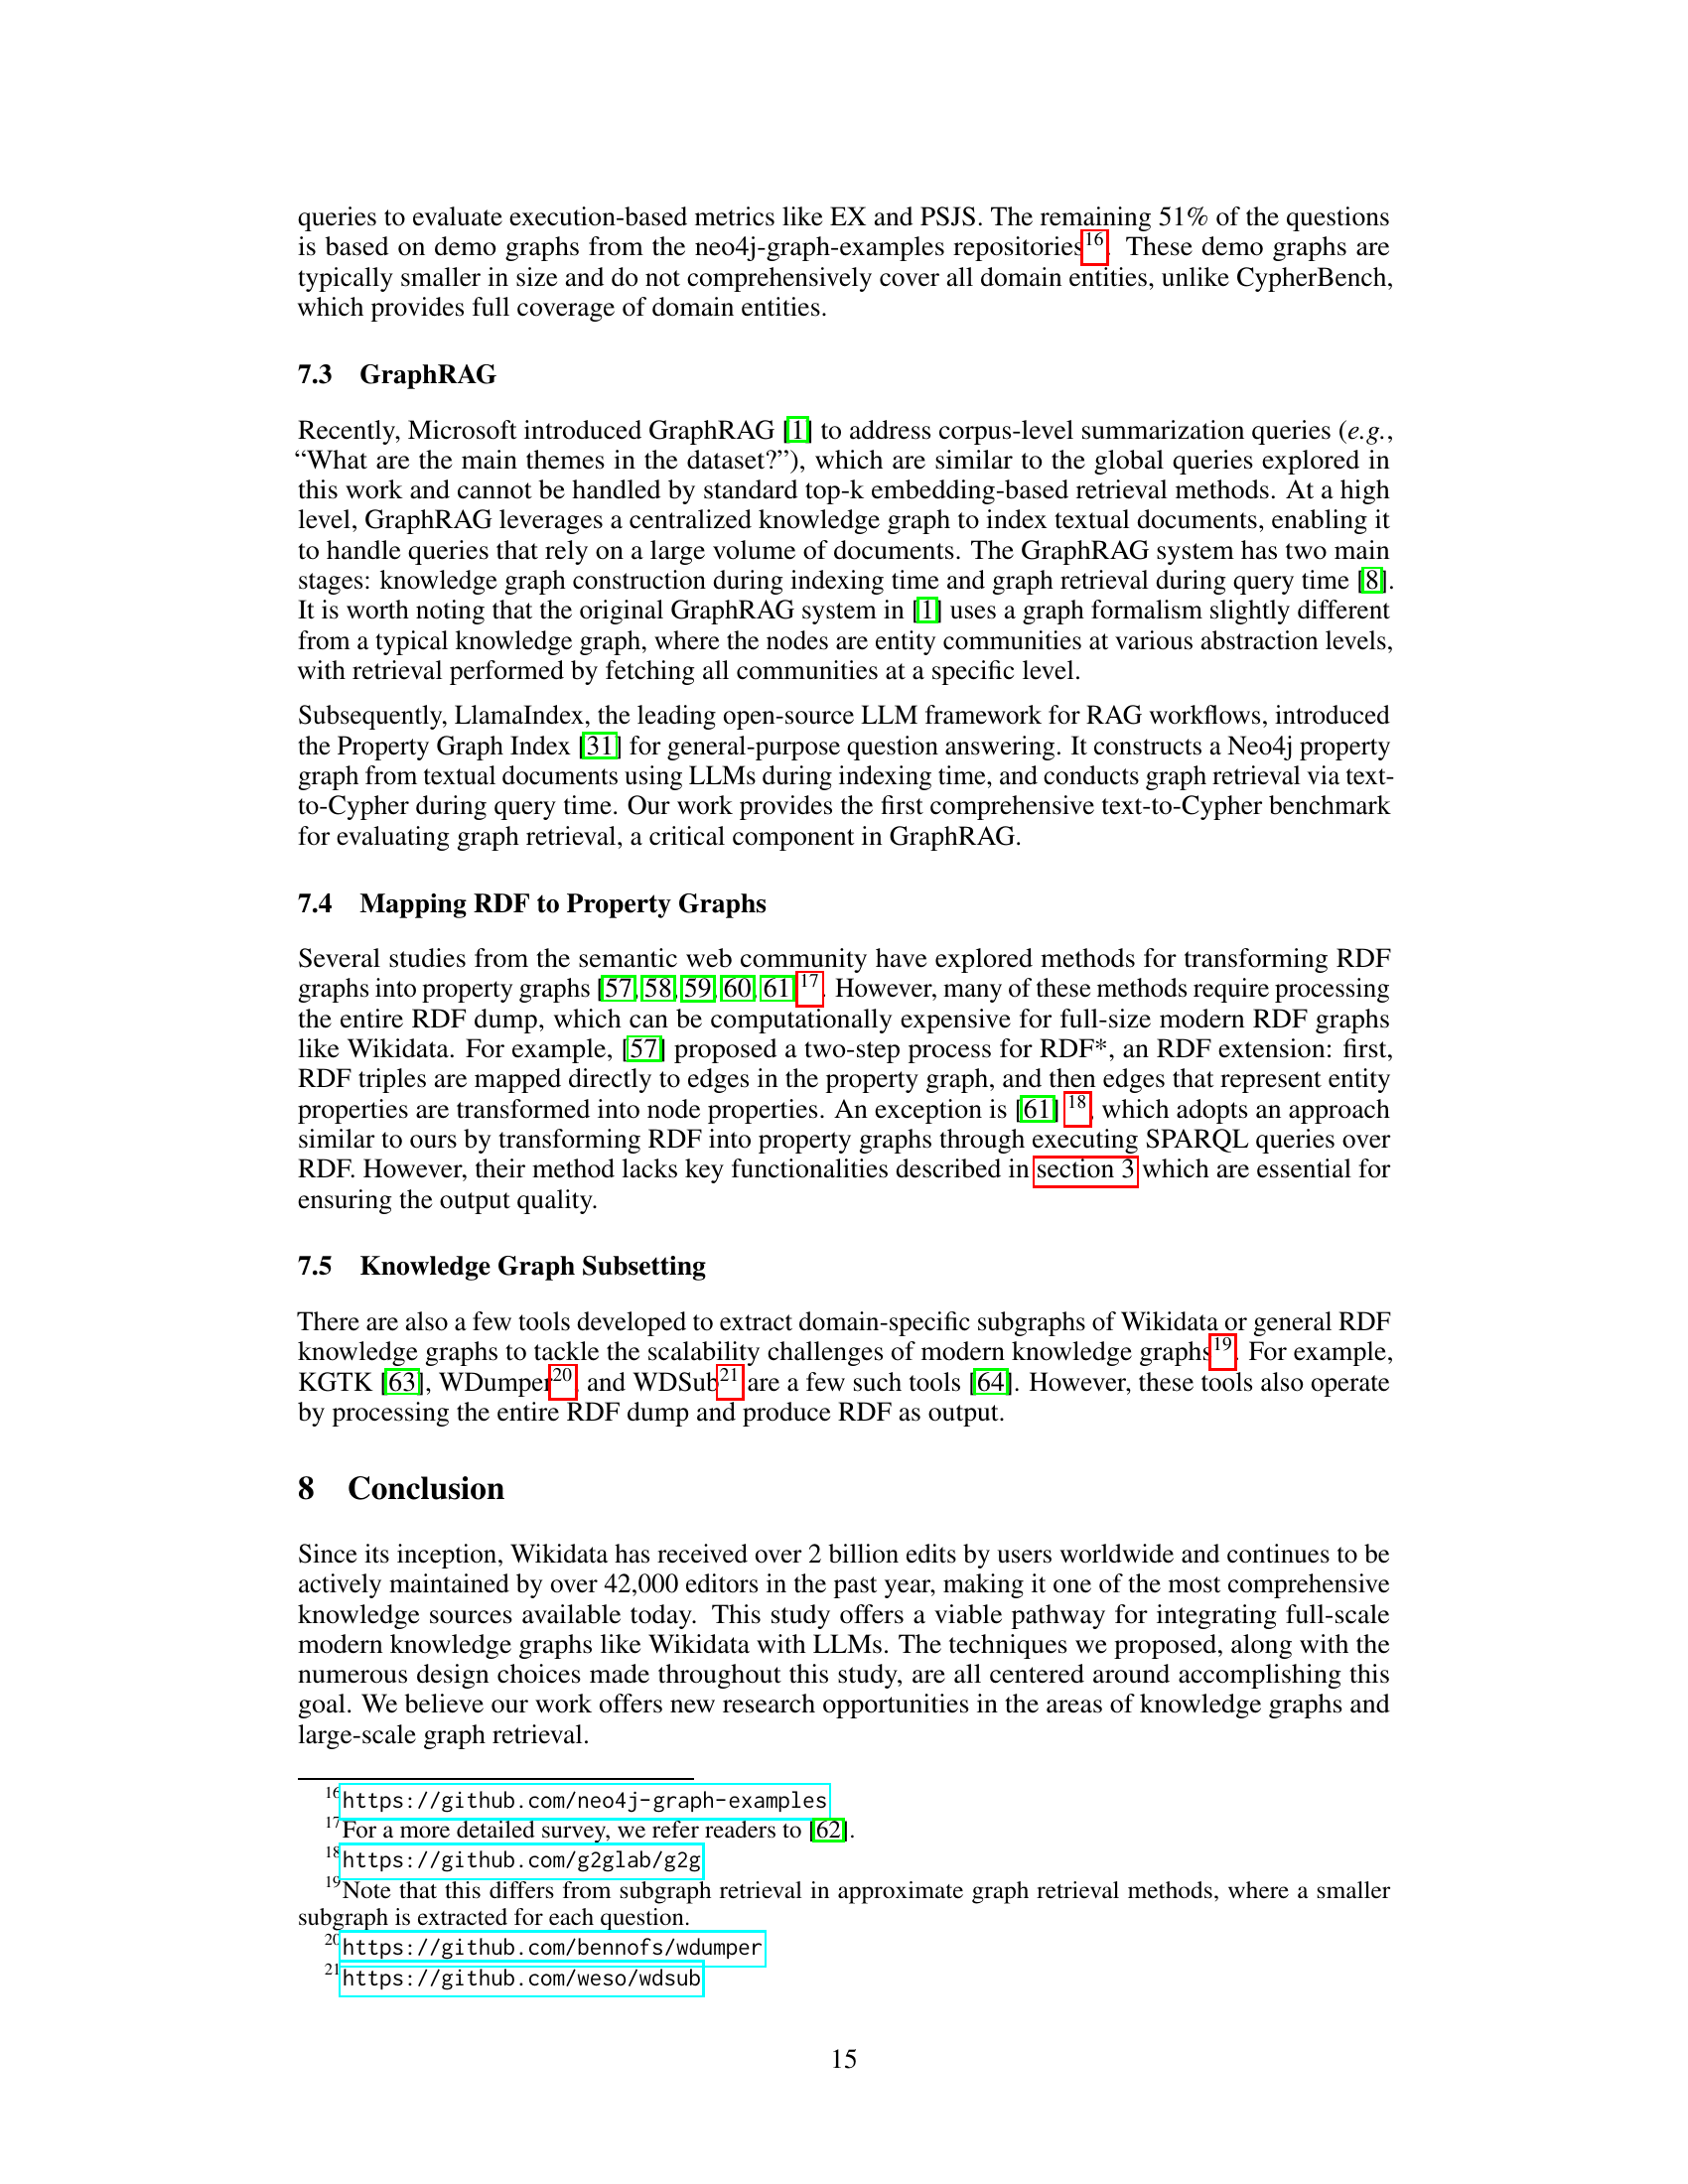 queries to evaluate execution-based metrics like EX and PSJS. The remaining 51% of the questions
is based on demo graphs from the neo4j-graph-examples repositories16. These demo graphs are
typically smaller in size and do not comprehensively cover all domain entities, unlike CypherBench,
which provides full coverage of domain entities.
7.3 GraphRAG
Recently, Microsoft introduced GraphRAG [1] to address corpus-level summarization queries (e.g.,
“What are the main themes in the dataset?”), which are similar to the global queries explored in
this work and cannot be handled by standard top-k embedding-based retrieval methods. At a high
level, GraphRAG leverages a centralized knowledge graph to index textual documents, enabling it
to handle queries that rely on a large volume of documents. The GraphRAG system has two main
stages: knowledge graph construction during indexing time and graph retrieval during query time [8].
It is worth noting that the original GraphRAG system in [1] uses a graph formalism slightly different
from a typical knowledge graph, where the nodes are entity communities at various abstraction levels,
with retrieval performed by fetching all communities at a specific level.
Subsequently, LlamaIndex, the leading open-source LLM framework for RAG workflows, introduced
the Property Graph Index [31] for general-purpose question answering. It constructs a Neo4j property
graph from textual documents using LLMs during indexing time, and conducts graph retrieval via text-
to-Cypher during query time. Our work provides the first comprehensive text-to-Cypher benchmark
for evaluating graph retrieval, a critical component in GraphRAG.
7.4 Mapping RDF to Property Graphs
Several studies from the semantic web community have explored methods for transforming RDF
graphs into property graphs [57, 58, 59, 60, 61]17. However, many of these methods require processing
the entire RDF dump, which can be computationally expensive for full-size modern RDF graphs
like Wikidata. For example, [57] proposed a two-step process for RDF*, an RDF extension: first,
RDF triples are mapped directly to edges in the property graph, and then edges that represent entity
properties are transformed into node properties. An exception is [61]18, which adopts an approach
similar to ours by transforming RDF into property graphs through executing SPARQL queries over
RDF. However, their method lacks key functionalities described in section 3 which are essential for
ensuring the output quality.
7.5 Knowledge Graph Subsetting
There are also a few tools developed to extract domain-specific subgraphs of Wikidata or general RDF
knowledge graphs to tackle the scalability challenges of modern knowledge graphs19. For example,
KGTK [63], WDumper20, and WDSub21 are a few such tools [64]. However, these tools also operate
by processing the entire RDF dump and produce RDF as output.
8 Conclusion
Since its inception, Wikidata has received over 2 billion edits by users worldwide and continues to be
actively maintained by over 42,000 editors in the past year, making it one of the most comprehensive
knowledge sources available today. This study offers a viable pathway for integrating full-scale
modern knowledge graphs like Wikidata with LLMs. The techniques we proposed, along with the
numerous design choices made throughout this study, are all centered around accomplishing this
goal. We believe our work offers new research opportunities in the areas of knowledge graphs and
large-scale graph retrieval.
16https://github.com/neo4j-graph-examples
17For a more detailed survey, we refer readers to [62].
18https://github.com/g2glab/g2g
19Note that this differs from subgraph retrieval in approximate graph retrieval methods, where a smaller
subgraph is extracted for each question.
20https://github.com/bennofs/wdumper
21https://github.com/weso/wdsub
15